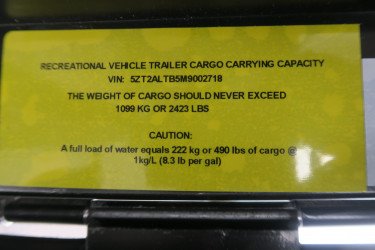 RECREATIONAL VEHICLE TRAILER CARGO CARRYING CAPACITY
VIN: 5ZT2ALTB5M9002718
THE WEIGHT OF CARGO SHOULD NEVER EXCEED
1099 KG OR 2423 LBS
CAUTION:
A full load of water equals 222 kg or 490 lbs of cargo @
1kg/L (8.3 lb per gal)